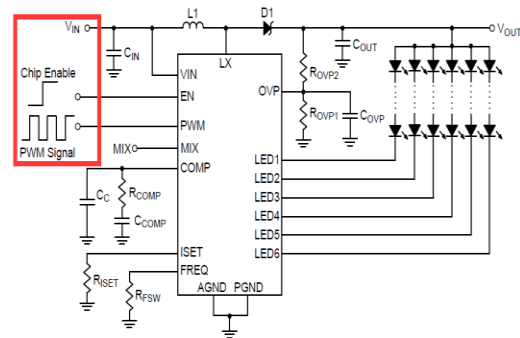 L1
D1
VIN
VOUT
CIN
COUT
LX
ROVP2
Chip Enable
VIN
OVP
EN
ROVP1
COVP
PWM
PWM Signal
MIX
MIX
COMP
LED1
CC
RCOMP
LED2
LED3
CCOMP
LED4
LED5
ISET
LED6
FREQ
RISET
RFSW
AGND
PGND